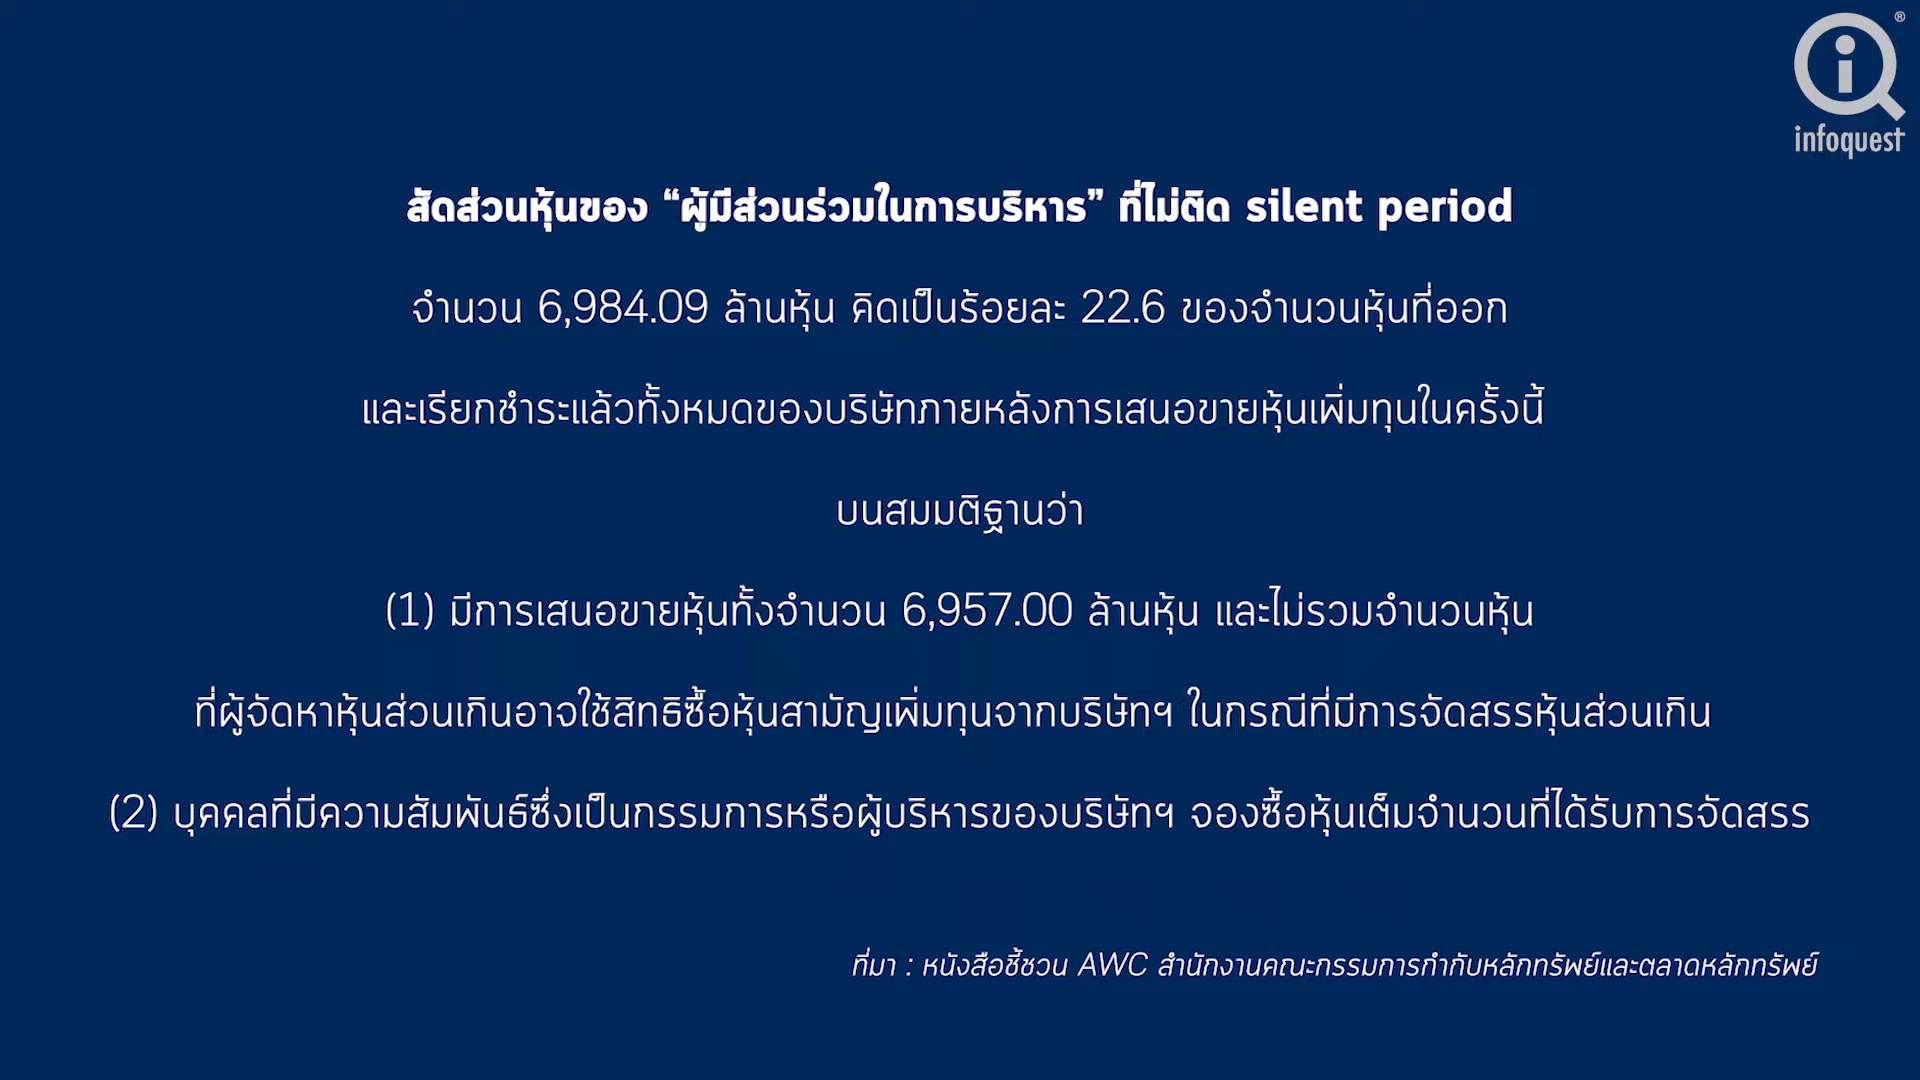 infoquest
สัดส่วนหุ้นของ “ผู้มีส่วนร่วมในการบริหาร” ที่ไม่ติด silent period
จำนวน 6,984.09 ล้านหุ้น คิดเป็นร้อยละ 22.6 ของจำนวนหุ้นที่ออก
และเรียกชำระแล้วทั้งหมดของบริษัทภายหลังการเสนอขายหุ้นเพิ่มทุนในครั้งนี้
บนสมมติฐานว่า
(1) มีการเสนอขายหุ้นทั้งจำนวน 6,957.00 ล้านหุ้น และไม่รวมจำนวนหุ้น
ที่ผู้จัดหาหุ้นส่วนเกินอาจใช้สิทธิซื้อหุ้นสามัญเพิ่มทุนจากบริษัทฯ ในกรณีที่มีการจัดสรรหุ้นส่วนเกิน
(2) บุคคลที่มีความสัมพันธ์ซึ่งเป็นกรรมการหรือผู้บริหารของบริษัทฯ จองซื้อหุ้นเต็มจำนวนที่ได้รับการจัดสรร
ที่มา : หนังสือชี้ชวน AWC สำนักงานคณะกรรมการกำกับหลักทรัพย์และตลาดหลักทรัพย์